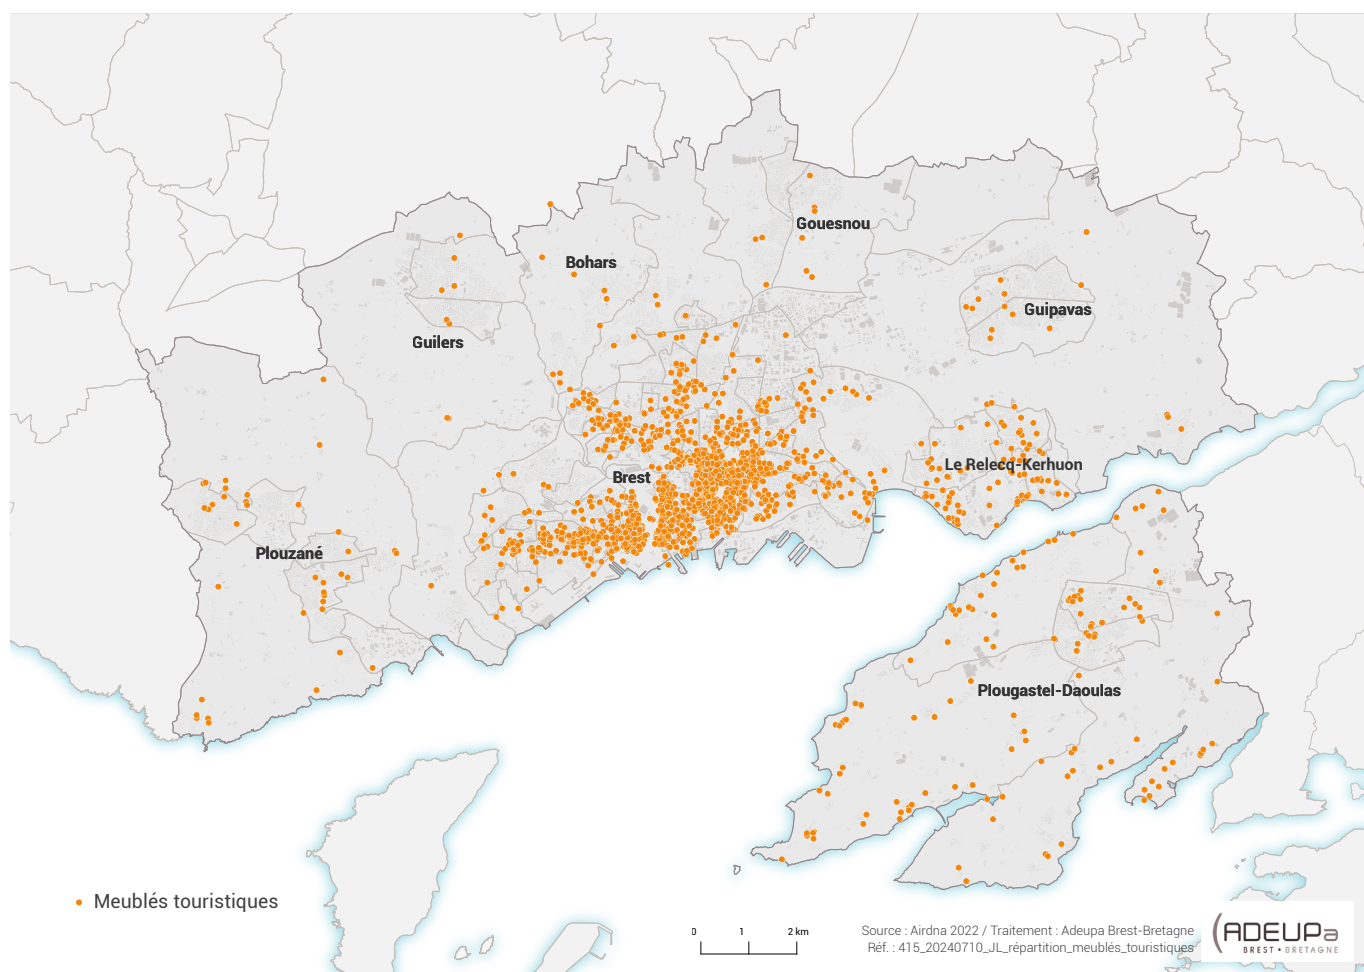 Gouesnou
Bohars
Guipavas
Guilers
Le Relecq-Kerhuon
Brest
Plouzané
Plougastel-Daoulas
Meublés touristiques
0 1 2 km
Source : Airdna 2022 / Traitement : Adeupa Brest-Bretagne
Réf. : 415_20240710_JL_répartition_meublés_touristiques
ADEUPa
BREST • BRETAGNE